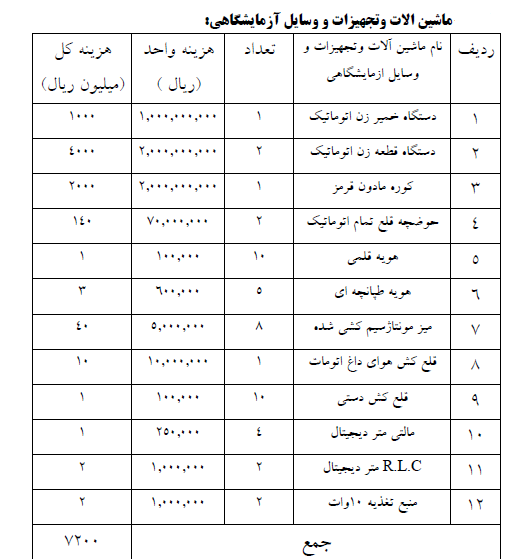 ماشین الات وتجهیزات و وسایل آزمایشگاهی:
ردیف | نام ماشین آلات وتجهیزات و وسایل ازمایشگاهی | تعداد | هزینه واحد (ریال ) | هزینه کل (میلیون ریال)
۱ | دستگاه خمیر زن اتوماتیک | ۱ | ۱,۰۰۰,۰۰۰,۰۰۰ | ۱۰۰۰
۲ | دستگاه قطعه زن اتوماتیک | ۲ | ۲,۰۰۰,۰۰۰,۰۰۰ | ٤۰۰۰
۳ | کوره مادون قرمز | ۱ | ۲,۰۰۰,۰۰۰,۰۰۰ | ۲۰۰۰
٤ | حوضچه قلع تمام اتوماتیک | ۲ | ۷۰,۰۰۰,۰۰۰ | ۱٤۰
٥ | هویه قلمی | ۱۰ | ۱۰۰,۰۰۰ | ۱
٦ | هویه طپانچه ای | ٥ | ٦۰۰,۰۰۰ | ۳
۷ | میز مونتاژسیم کشی شده | ۸ | ٥,۰۰۰,۰۰۰ | ٤۰
۸ | قلع کش هوای داغ اتومات | ۱ | ۱۰,۰۰۰,۰۰۰ | ۱۰
۹ | قلع کش دستی | ۱۰ | ۱۰۰,۰۰۰ | ۱
۱۰ | مالتی متر دیجیتال | ٤ | ۲٥۰,۰۰۰ | ۱
۱۱ | R.L.C متر دیجیتال | ۲ | ۱,۰۰۰,۰۰۰ | ۲
۱۲ | منبع تغذیه ۱۰وات | ۲ | ۱,۰۰۰,۰۰۰ | ۲
جمع | ۷۲۰۰